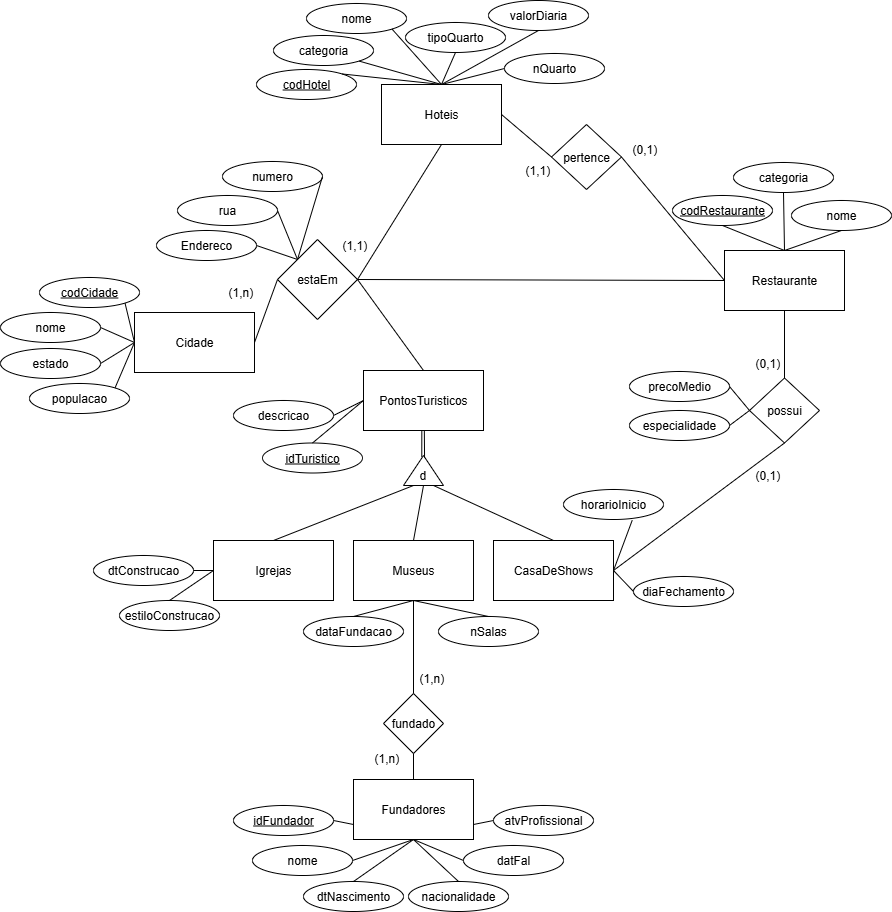 nome
valorDiaria
tipoQuarto
categoria
nQuarto
codHotel
Hoteis
pertence
(0,1)
(1,1)
numero
categoria
rua
codRestaurante
nome
Endereco
(1,1)
estaEm
Restaurante
codCidade
(1,n)
nome
Cidade
estado
populacao
(0,1)
precoMedio
PontosTuristicos
descricao
possui
especialidade
idTuristico
d
(0,1)
horarioInicio
dtConstrucao
Igrejas
Museus
CasaDeShows
diaFechamento
estiloConstrucao
dataFundacao
nSalas
(1,n)
fundado
(1,n)
Fundadores
idFundador
atvProfissional
nome
datFal
dtNascimento
nacionalidade